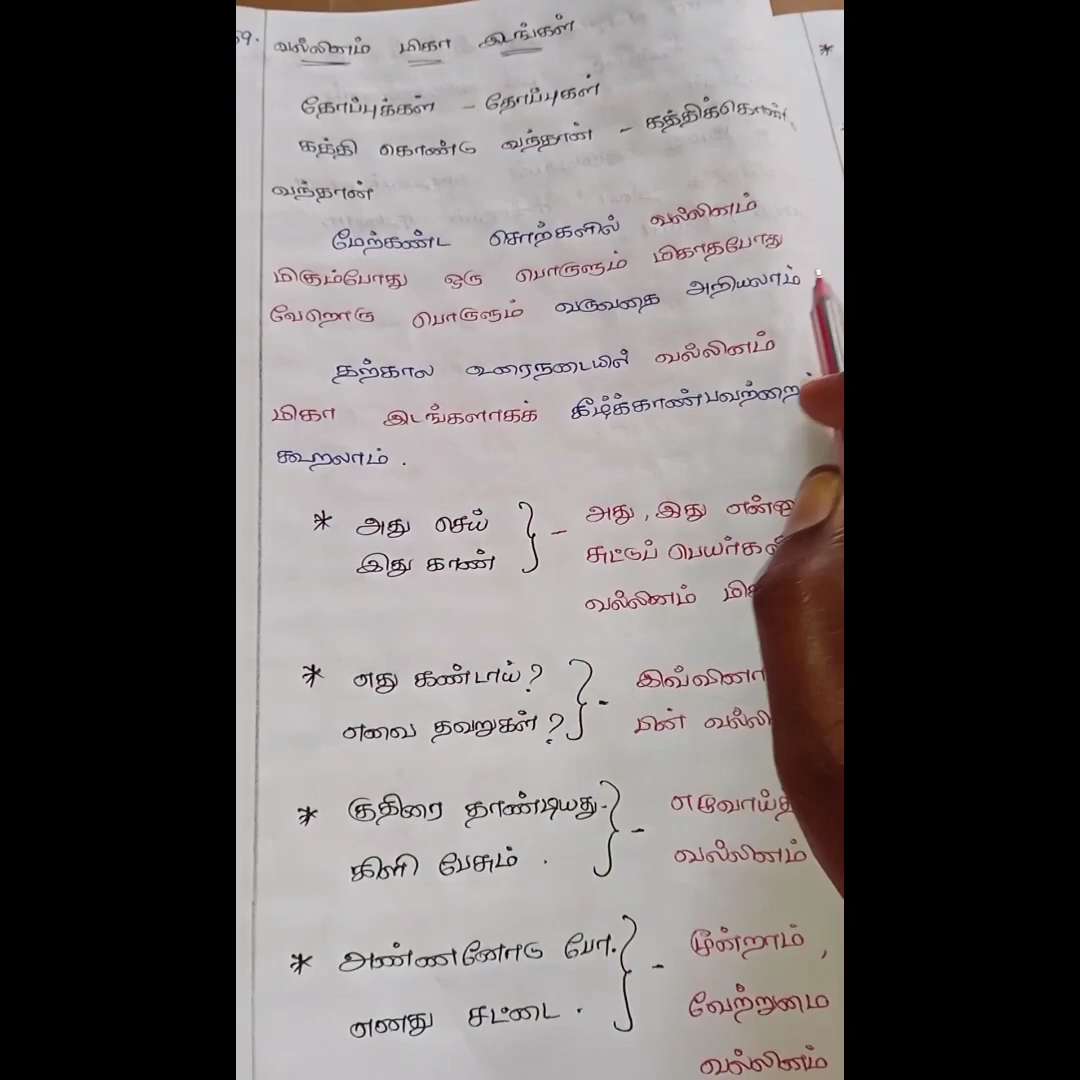 59. வல்லினம் மிகா இடங்கள்
தோப்புக்கள் - தோப்புகள்
கத்தி கொண்டு வந்தான் - கத்திக்கொண்
வந்தான்
மேற்கண்ட சொற்களில் வல்லினம்
மிகும்போது ஒரு பொருளும் மிகாதபோது
வேறொரு பொருளும் வருவதை அறியலாம்
தற்கால உரைநடையில் வல்லினம்
மிகா இடங்களாகக் கீழ்க்காண்பவற்றைக்
கூறலாம்.
* அது செய் } - அது, இது என்னு
இது காண் சுட்டுப் பெயர்களி
வல்லினம் மி
* எது கண்டாய்? } - இவ்வினா
எவை தவறுகள்? பின் வல்லி
* குதிரை தாண்டியது. } - எழுவாய்த்
கிளி பேசும். வல்லினம்
* அண்ணனோடு போ. } - மூன்றாம்,
எனது சட்டை. வேற்றுமை
வல்லினம்